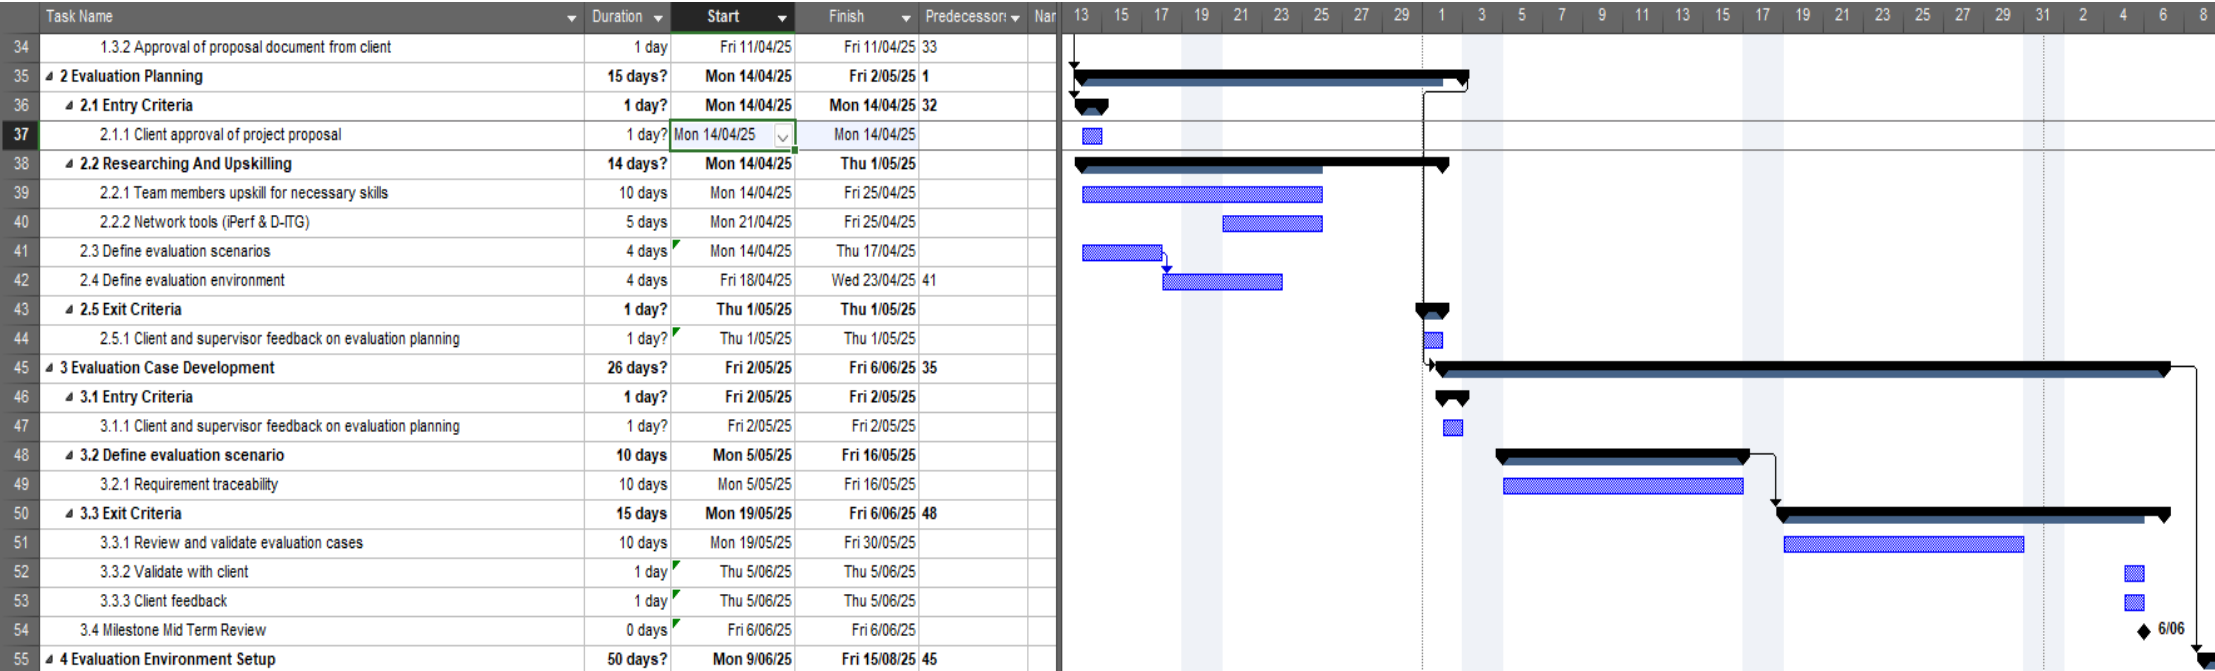 Task Name Duration Start Finish Predecessors Nar 13 15 17 19 21 23 25 27 29 1 3 5 7 9 11 13 15 17 19 21 23 25 27 29 31 2 4 6 8
34 1.3.2 Approval of proposal document from client 1 day Fri 11/04/25 Fri 11/04/25 33
35 2 Evaluation Planning 15 days? Mon 14/04/25 Fri 2/05/25 1
36 2.1 Entry Criteria 1 day? Mon 14/04/25 Mon 14/04/25 32
37 2.1.1 Client approval of project proposal 1 day? Mon 14/04/25 Mon 14/04/25
38 2.2 Researching And Upskilling 14 days? Mon 14/04/25 Thu 1/05/25
39 2.2.1 Team members upskill for necessary skills 10 days Mon 14/04/25 Fri 25/04/25
40 2.2.2 Network tools (iPerf & D-ITG) 5 days Mon 21/04/25 Fri 25/04/25
41 2.3 Define evaluation scenarios 4 days Mon 14/04/25 Thu 17/04/25
42 2.4 Define evaluation environment 4 days Fri 18/04/25 Wed 23/04/25 41
43 2.5 Exit Criteria 1 day? Thu 1/05/25 Thu 1/05/25
44 2.5.1 Client and supervisor feedback on evaluation planning 1 day? Thu 1/05/25 Thu 1/05/25
45 3 Evaluation Case Development 26 days? Fri 2/05/25 Fri 6/06/25 35
46 3.1 Entry Criteria 1 day? Fri 2/05/25 Fri 2/05/25
47 3.1.1 Client and supervisor feedback on evaluation planning 1 day? Fri 2/05/25 Fri 2/05/25
48 3.2 Define evaluation scenario 10 days Mon 5/05/25 Fri 16/05/25
49 3.2.1 Requirement traceability 10 days Mon 5/05/25 Fri 16/05/25
50 3.3 Exit Criteria 15 days Mon 19/05/25 Fri 6/06/25 48
51 3.3.1 Review and validate evaluation cases 10 days Mon 19/05/25 Fri 30/05/25
52 3.3.2 Validate with client 1 day Thu 5/06/25 Thu 5/06/25
53 3.3.3 Client feedback 1 day Thu 5/06/25 Thu 5/06/25
54 3.4 Milestone Mid Term Review 0 days Fri 6/06/25 Fri 6/06/25 6/06
55 4 Evaluation Environment Setup 50 days? Mon 9/06/25 Fri 15/08/25 45